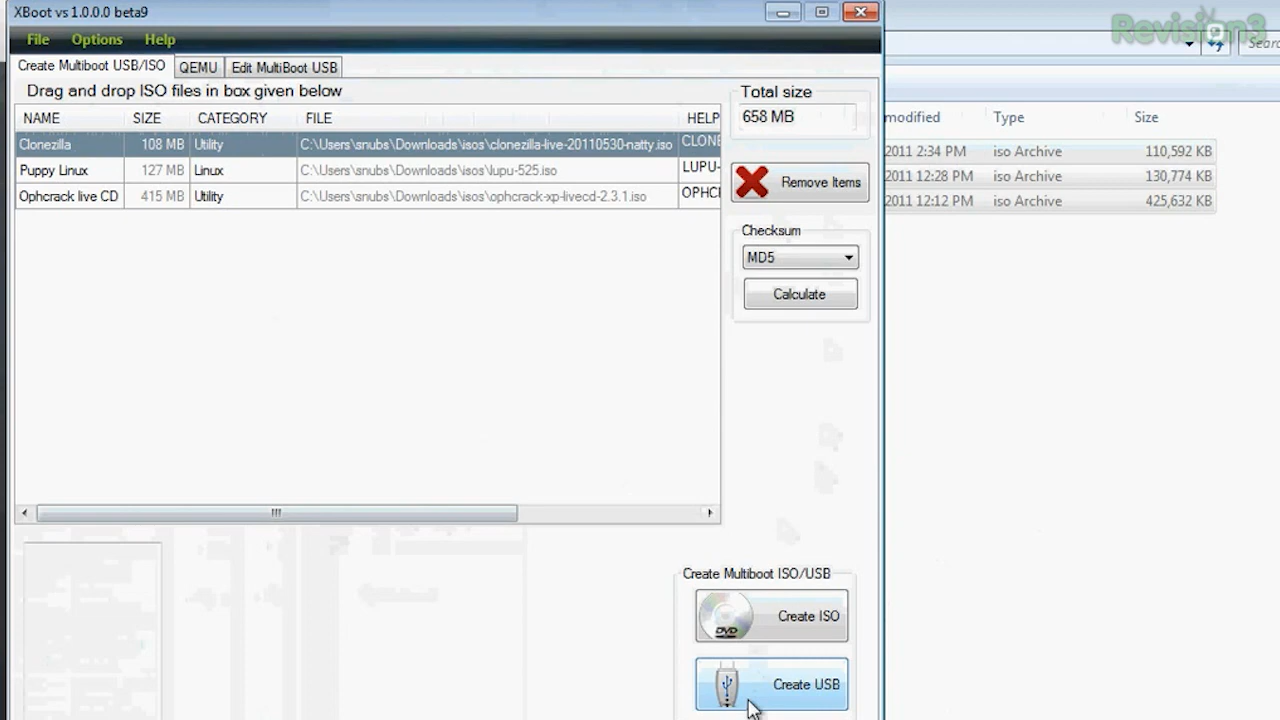 XBoot vs 1.0.0.0 beta9
Revision3
File Options Help
Create Multiboot USB/ISO QEMU Edit MultiBoot USB
Drag and drop ISO files in box given below
NAME SIZE CATEGORY FILE HELP
Clonezilla 108 MB Utility C:\Users\snubs\Downloads\isos\clonezilla-live-20110530-natty.iso CLONE
Puppy Linux 127 MB Linux C:\Users\snubs\Downloads\isos\lupu-525.iso LUPU-
Ophcrack live CD 415 MB Utility C:\Users\snubs\Downloads\isos\ophcrack-xp-livecd-2.3.1.iso OPHCI
Total size
658 MB
Remove Items
Checksum
MD5
Calculate
Create Multiboot ISO/USB
DVD Create ISO
Create USB
Searc
modified Type Size
2011 2:34 PM iso Archive 110,592 KB
2011 12:28 PM iso Archive 130,774 KB
2011 12:12 PM iso Archive 425,632 KB